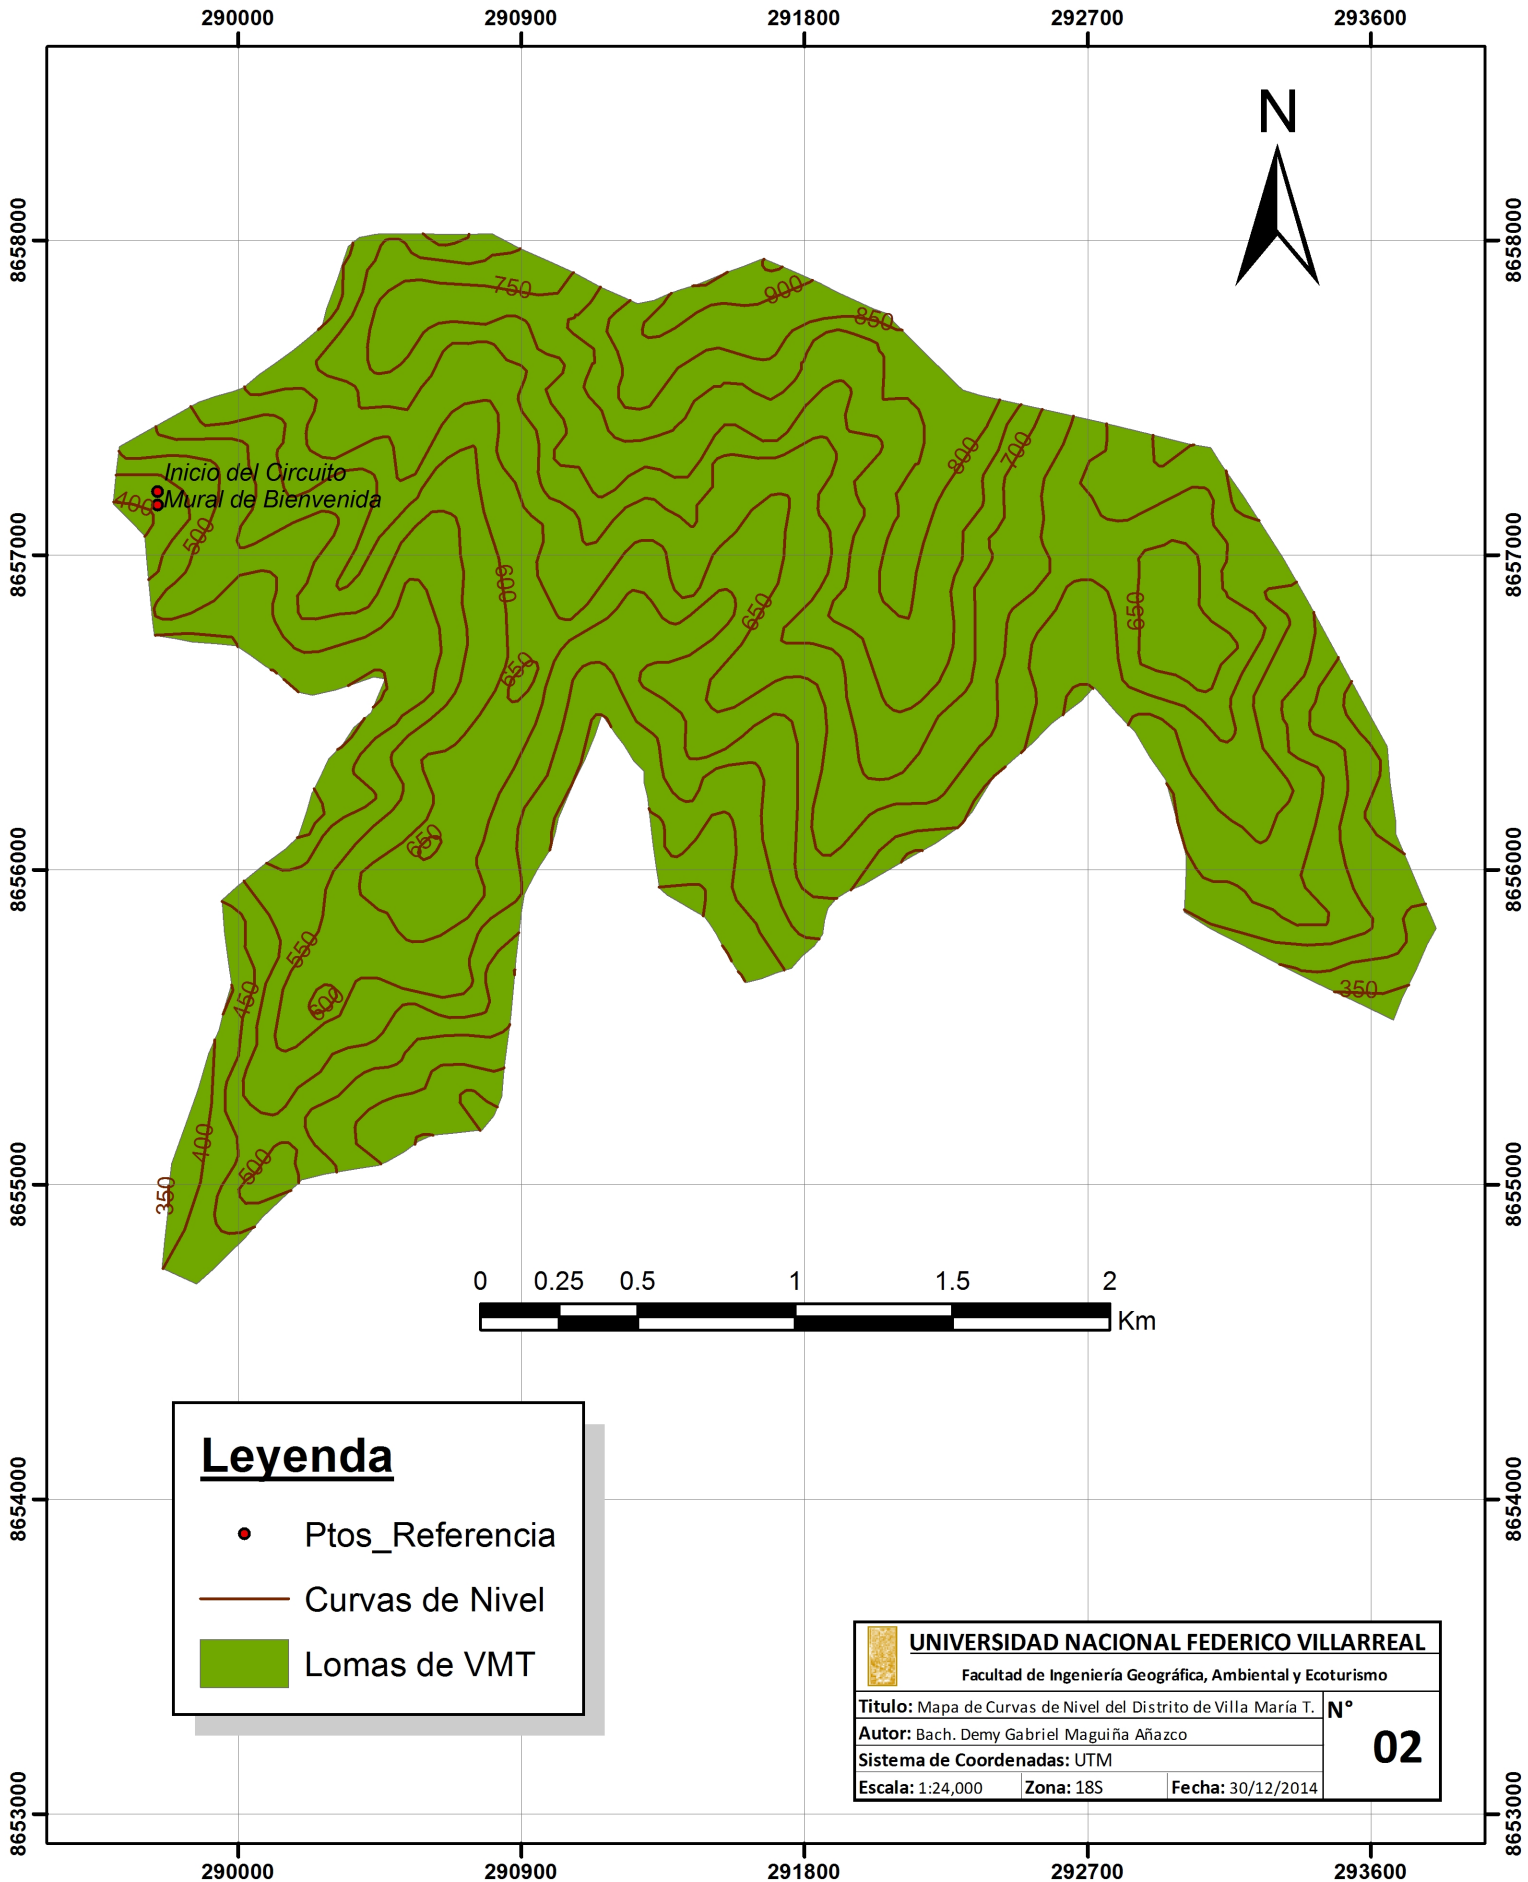 290000 290900 291800 292700 293600
N
8658000 8658000
750
900
850
800
700
Inicio del Circuito
400 Mural de Bienvenida
500
8657000 8657000
600
650
650
650
650
8656000 8656000
550
450
600
350
400
500
350
8655000 8655000
0 0.25 0.5 1 1.5 2
Km
Leyenda
Ptos_Referencia
Curvas de Nivel
Lomas de VMT
8654000 8654000
UNIVERSIDAD NACIONAL FEDERICO VILLARREAL
Facultad de Ingeniería Geográfica, Ambiental y Ecoturismo
Titulo: Mapa de Curvas de Nivel del Distrito de Villa María T.
N°
Autor: Bach. Demy Gabriel Maguiña Añazco
02
Sistema de Coordenadas: UTM
Escala: 1:24,000 Zona: 18S Fecha: 30/12/2014
8653000 8653000
290000 290900 291800 292700 293600